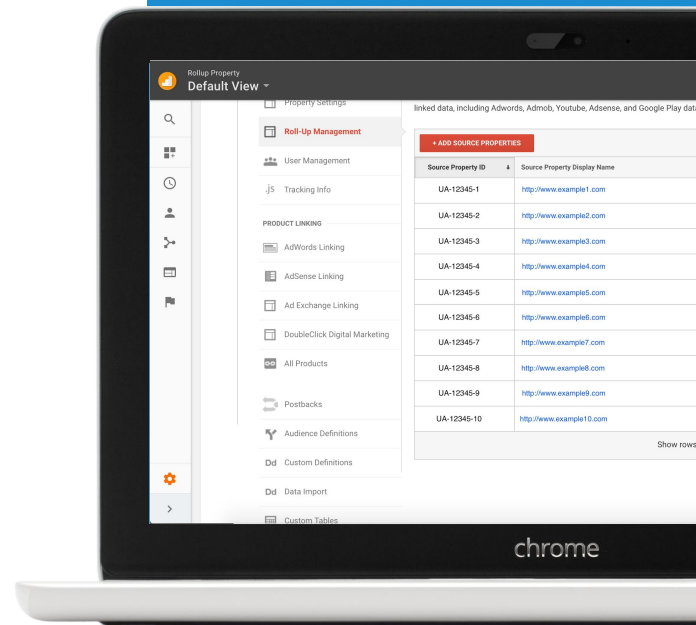 Rollup Property
Default View
Property Settings
Roll-Up Management
User Management
.js Tracking Info
PRODUCT LINKING
AdWords Linking
AdSense Linking
Ad Exchange Linking
DoubleClick Digital Marketing
All Products
Postbacks
Audience Definitions
Dd Custom Definitions
Dd Data Import
Custom Tables
linked data, including Adwords, Admob, Youtube, Adsense, and Google Play data
+ ADD SOURCE PROPERTIES
Source Property ID Source Property Display Name
UA-12345-1 http://www.example1.com
UA-12345-2 http://www.example2.com
UA-12345-3 http://www.example3.com
UA-12345-4 http://www.example4.com
UA-12345-5 http://www.example5.com
UA-12345-6 http://www.example6.com
UA-12345-7 http://www.example7.com
UA-12345-8 http://www.example8.com
UA-12345-9 http://www.example9.com
UA-12345-10 http://www.example10.com
Show rows
chrome